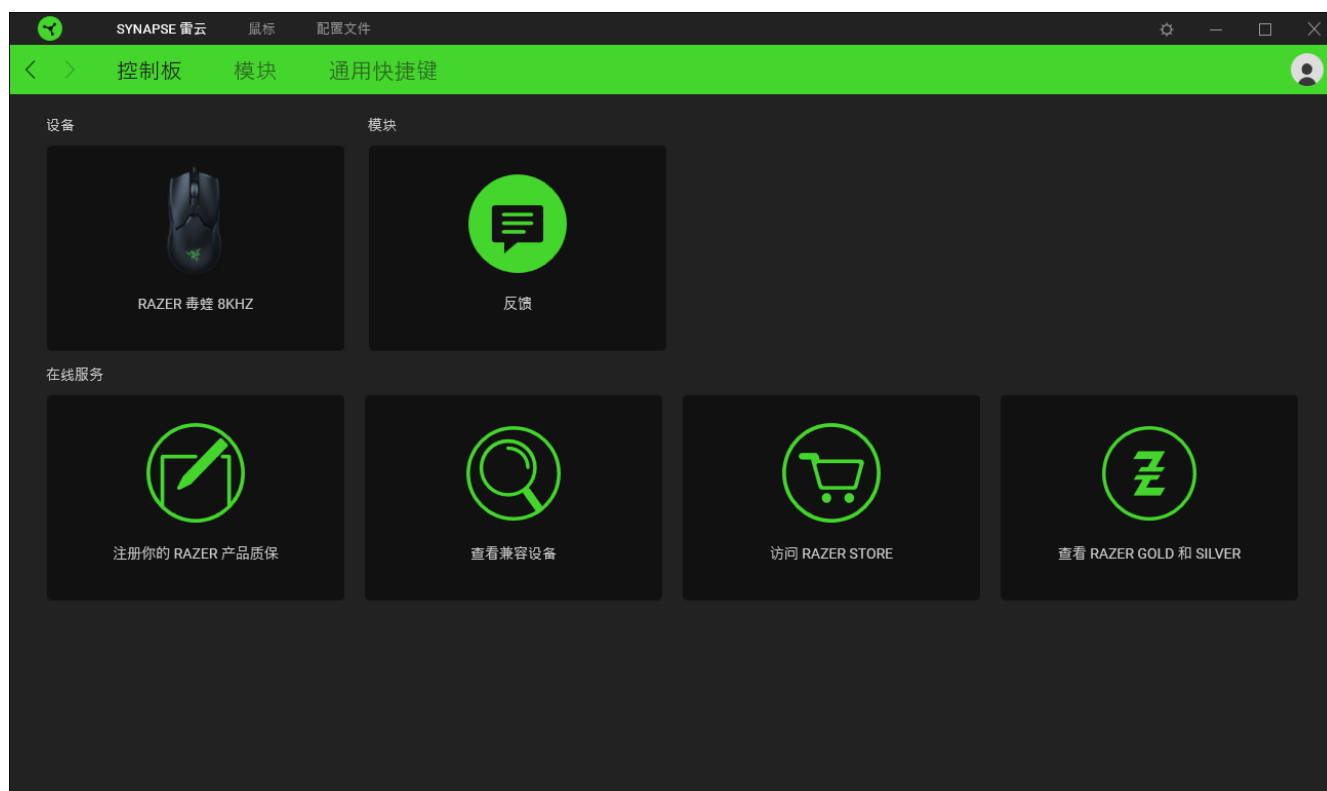 SYNAPSE 雷云 鼠标 配置文件
控制板 模块 通用快捷键
设备 模块
RAZER 毒蝰 8KHZ
反馈
在线服务
注册你的 RAZER 产品质保
查看兼容设备
访问 RAZER STORE
查看 RAZER GOLD 和 SILVER